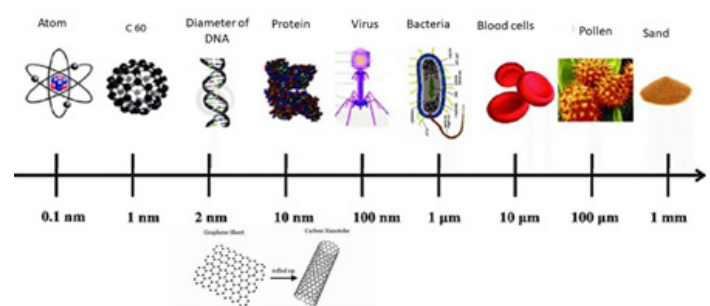 Atom
C 60
Diameter of
DNA
Protein
Virus
Bacteria
Blood cells
Pollen
Sand
0.1 nm
1 nm
2 nm
10 nm
100 nm
1 μm
10 μm
100 μm
1 mm
Graphene Sheet
Carbon Nanotube
rolled up